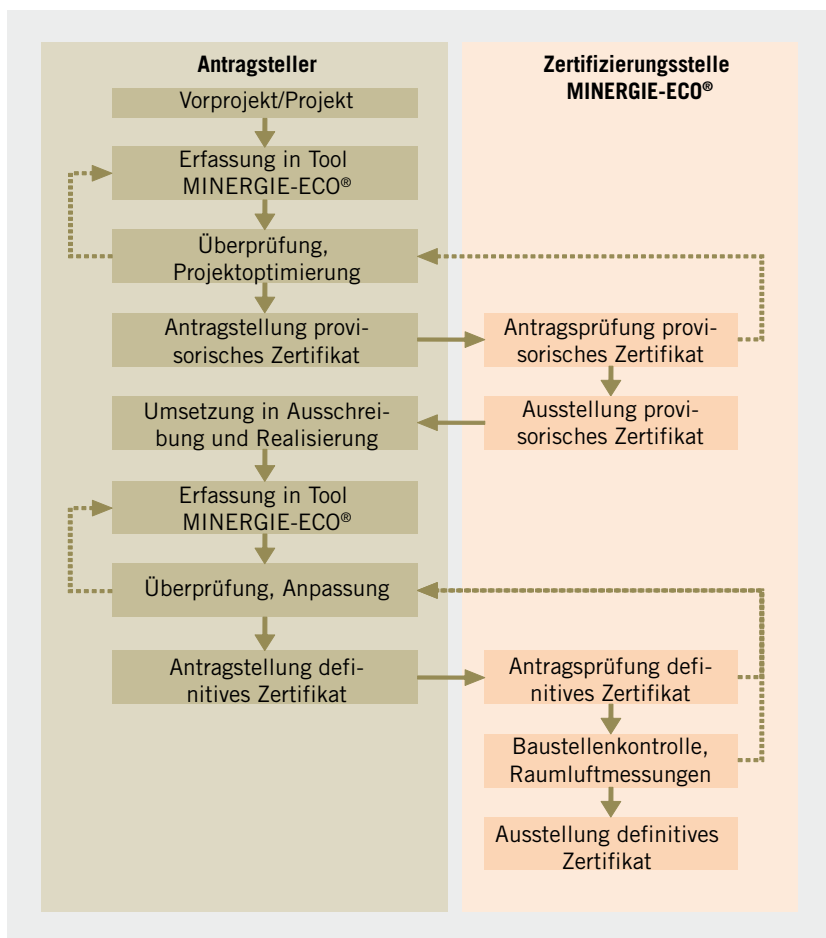 Antragsteller
Zertifizierungsstelle
MINERGIE-ECO®
Vorprojekt/Projekt
Erfassung in Tool
MINERGIE-ECO®
Überprüfung,
Projektoptimierung
Antragstellung provi-
sorisches Zertifikat
Antragsprüfung provi-
sorisches Zertifikat
Ausstellung provi-
sorisches Zertifikat
Umsetzung in Ausschrei-
bung und Realisierung
Erfassung in Tool
MINERGIE-ECO®
Überprüfung, Anpassung
Antragstellung defi-
nitives Zertifikat
Antragsprüfung defi-
nitives Zertifikat
Baustellenkontrolle,
Raumluftmessungen
Ausstellung definitives
Zertifikat